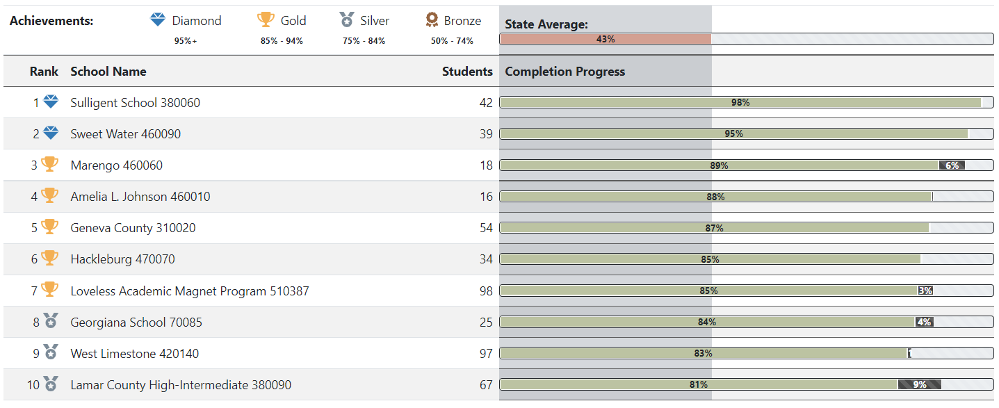 Achievements: Diamond Gold Silver Bronze State Average:
95%+ 85% - 94% 75% - 84% 50% - 74% 43%
Rank School Name Students Completion Progress
1 Sulligent School 380060 42 98%
2 Sweet Water 460090 39 95%
3 Marengo 460060 18 89% 6%
4 Amelia L. Johnson 460010 16 88%
5 Geneva County 310020 54 87%
6 Hackleburg 470070 34 85%
7 Loveless Academic Magnet Program 510387 98 85% 3%
8 Georgiana School 70085 25 84% 4%
9 West Limestone 420140 97 83% 1
10 Lamar County High-Intermediate 380090 67 81% 9%